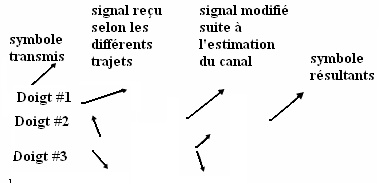 symbole
transmis
signal reçu
selon les
différents
trajets
signal modifié
suite à
l'estimation
du canal
symbole
résultants
Doigt #1
Doigt #2
Doigt #3